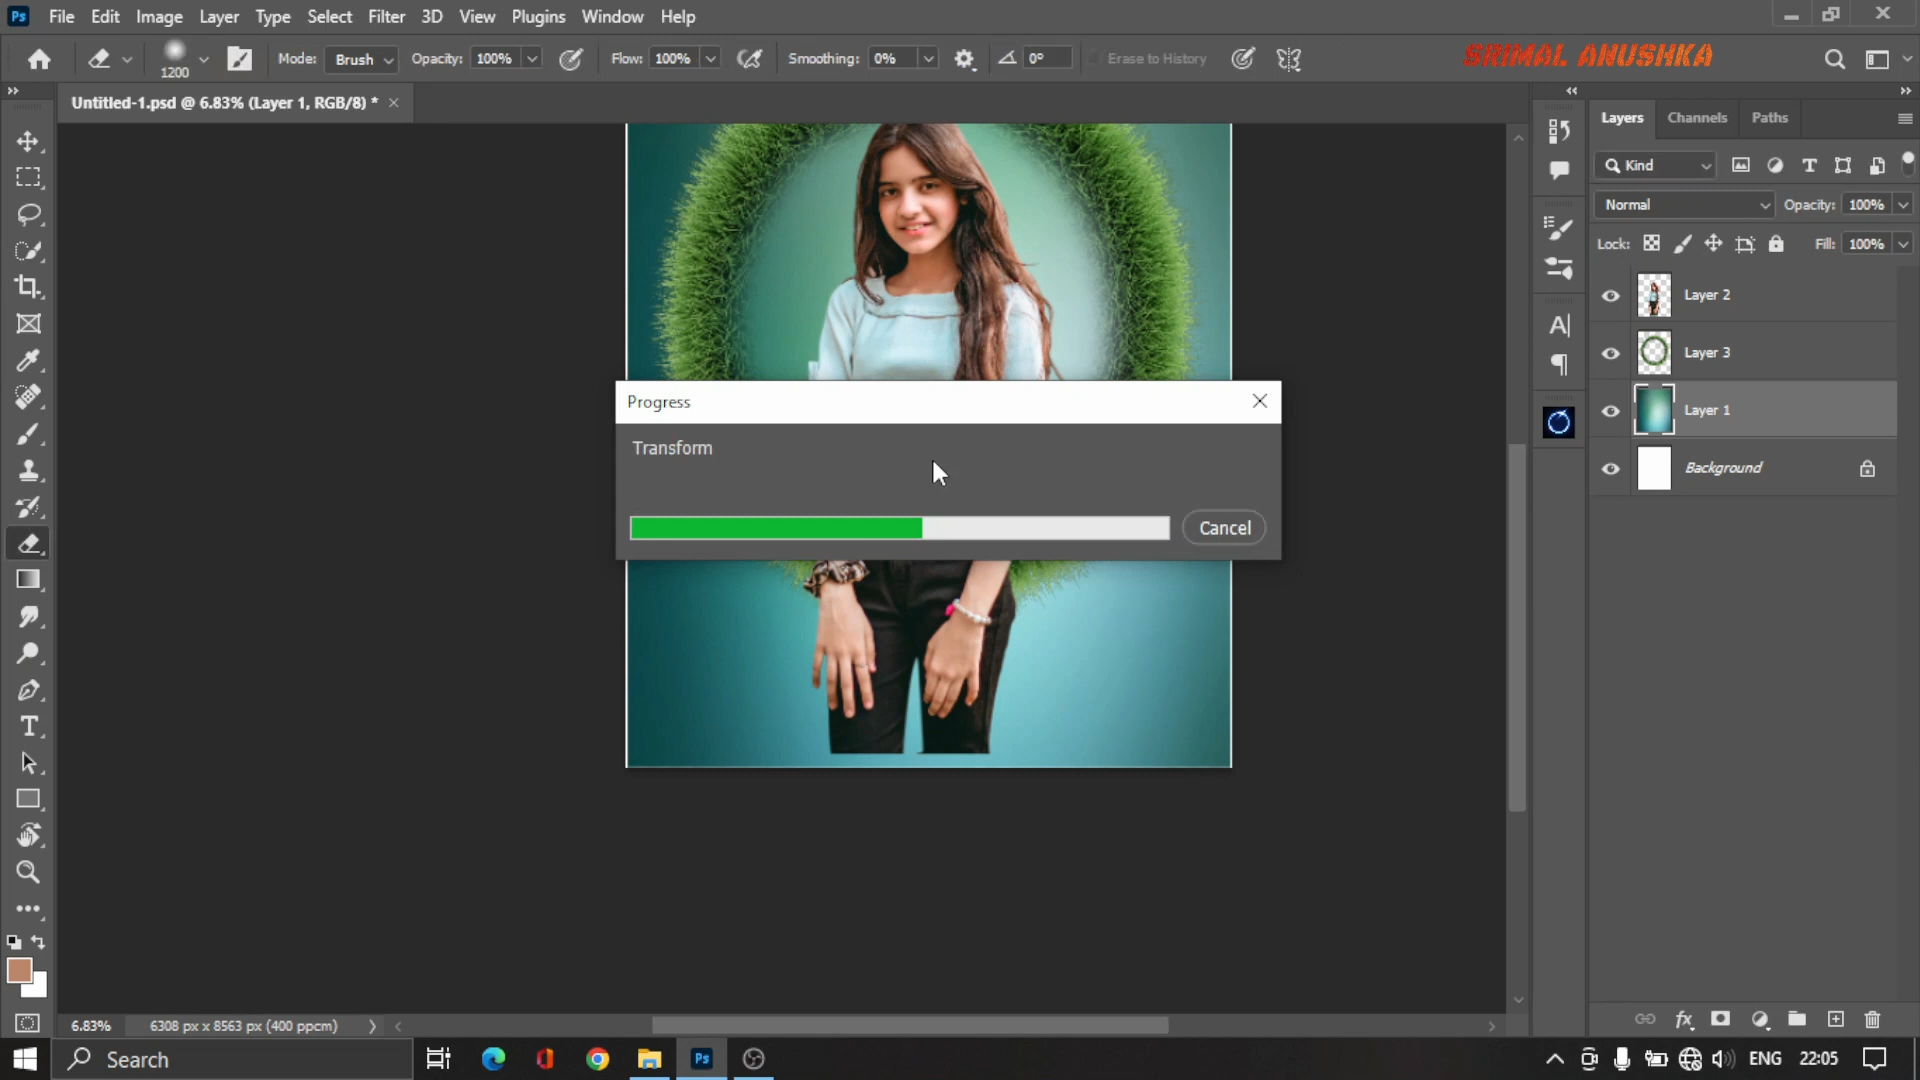 Ps File Edit Image Layer Type Select Filter 3D View Plugins Window Help
1200 Mode: Brush Opacity: 100% Flow: 100% Smoothing: 0% 0° Erase to History SRIMAL ANUSHKA
Untitled-1.psd @ 6.83% (Layer 1, RGB/8) *
Layers Channels Paths
Kind
Normal Opacity: 100%
Lock: Fill: 100%
Layer 2
Layer 3
Layer 1
Background
Progress
Transform
Cancel
6.83% 6308 px x 8563 px (400 ppcm)
Search Ps ENG 22:05